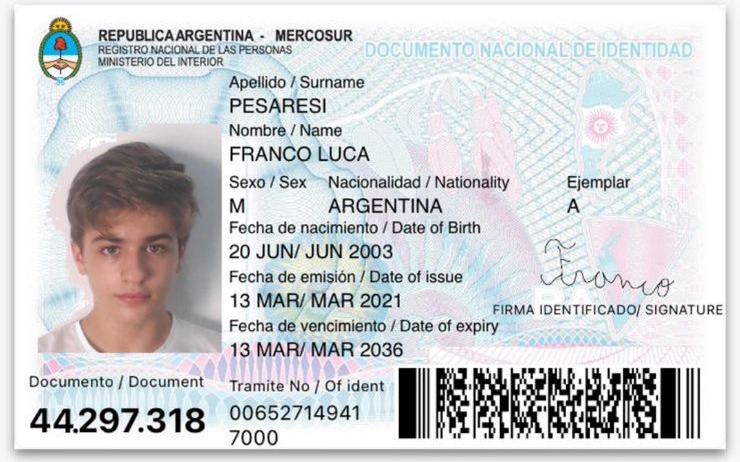 REPUBLICA ARGENTINA - MERCOSUR
REGISTRO NACIONAL DE LAS PERSONAS
MINISTERIO DEL INTERIOR
DOCUMENTO NACIONAL DE IDENTIDAD
Apellido / Surname
PESARESI
Nombre / Name
FRANCO LUCA
Sexo / Sex Nacionalidad / Nationality Ejemplar
M ARGENTINA A
Fecha de nacimiento / Date of Birth
20 JUN/ JUN 2003
Fecha de emisión / Date of issue
13 MAR/ MAR 2021
Franco
FIRMA IDENTIFICADO/ SIGNATURE
Fecha de vencimiento / Date of expiry
13 MAR/ MAR 2036
Documento / Document
44.297.318
Tramite No / Of ident
00652714941
7000